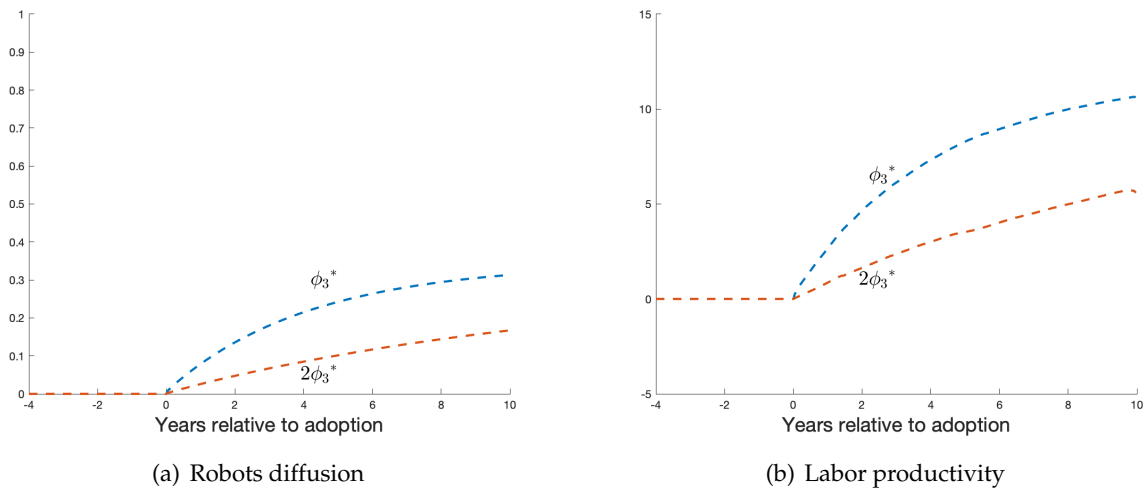 1
0.9
0.8
0.7
0.6
0.5
0.4
0.3
0.2
0.1
0
ϕ₃*
2ϕ₃*
-4 -2 0 2 4 6 8 10
Years relative to adoption
(a) Robots diffusion
15
10
5
0
-5
ϕ₃*
2ϕ₃*
-4 -2 0 2 4 6 8 10
Years relative to adoption
(b) Labor productivity